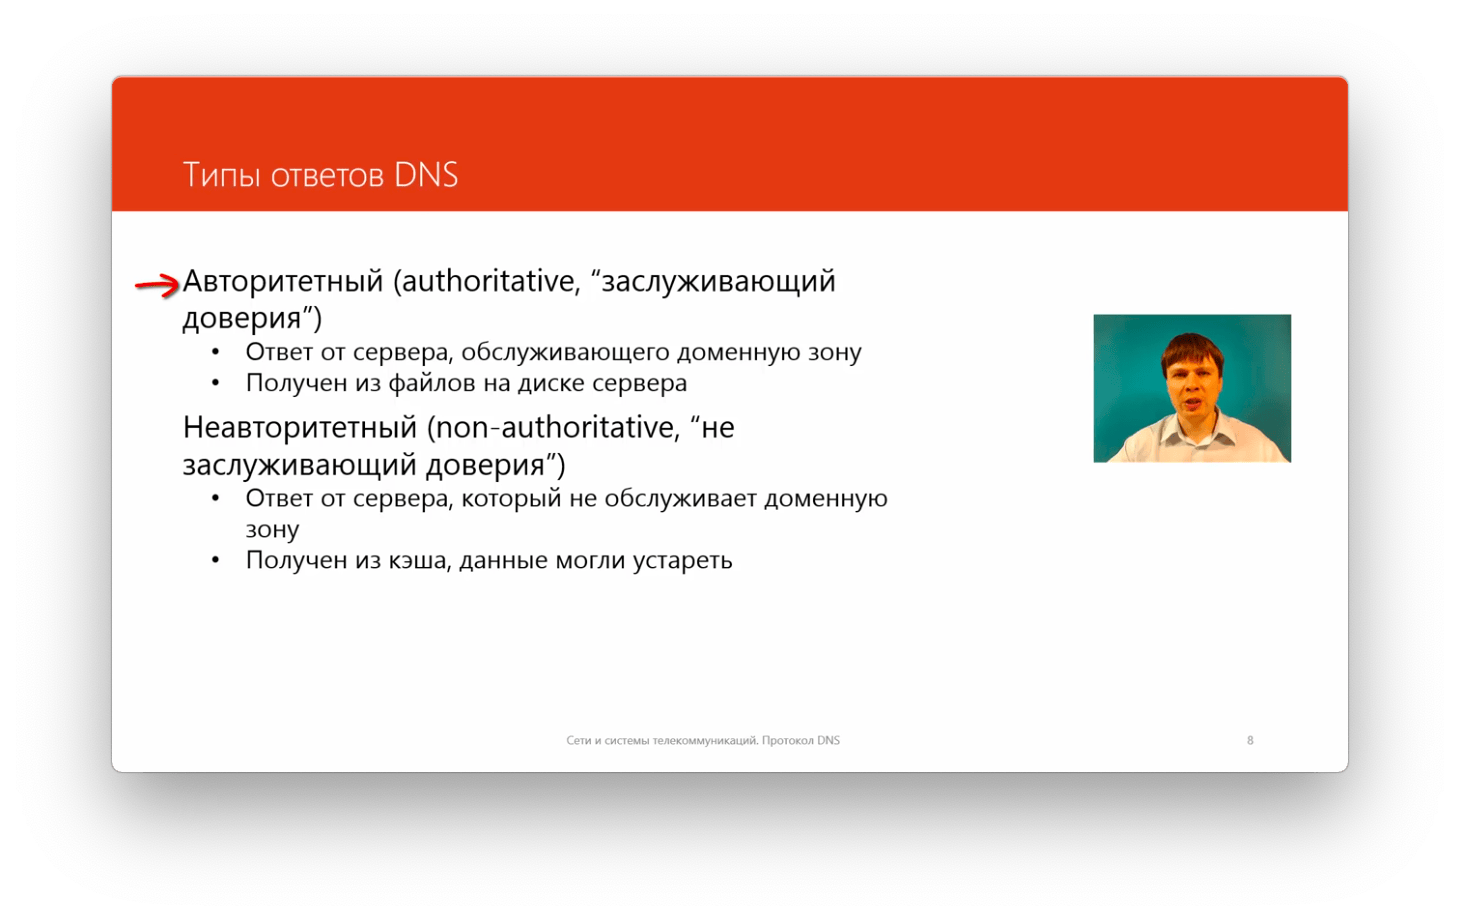 Типы ответов DNS
Авторитетный (authoritative, “заслуживающий
доверия”)
• Ответ от сервера, обслуживающего доменную зону
• Получен из файлов на диске сервера
Неавторитетный (non-authoritative, “не
заслуживающий доверия”)
• Ответ от сервера, который не обслуживает доменную
зону
• Получен из кэша, данные могли устареть
Сети и системы телекоммуникаций. Протокол DNS
8